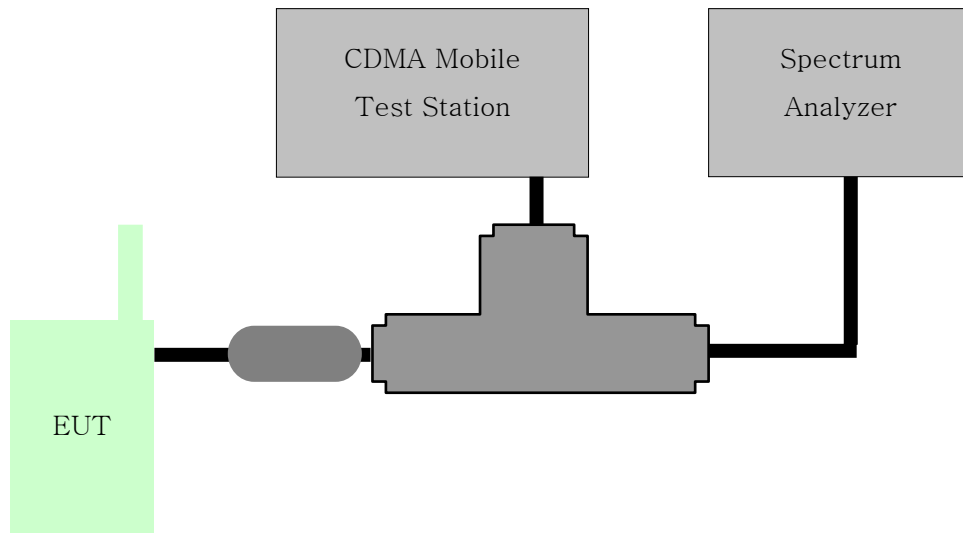 CDMA Mobile
Test Station
Spectrum
Analyzer
EUT